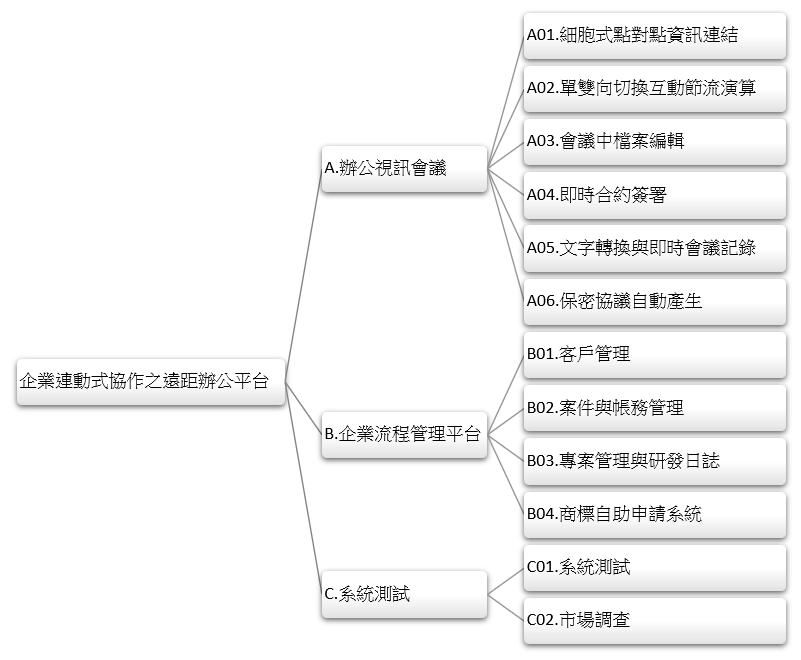 企業連動式協作之遠距辦公平台
A.辦公視訊會議
A01.細胞式點對點資訊連結
A02.單雙向切換互動節流演算
A03.會議中檔案編輯
A04.即時合約簽署
A05.文字轉換與即時會議記錄
A06.保密協議自動產生
B.企業流程管理平台
B01.客戶管理
B02.案件與帳務管理
B03.專案管理與研發日誌
B04.商標自助申請系統
C.系統測試
C01.系統測試
C02.市場調查